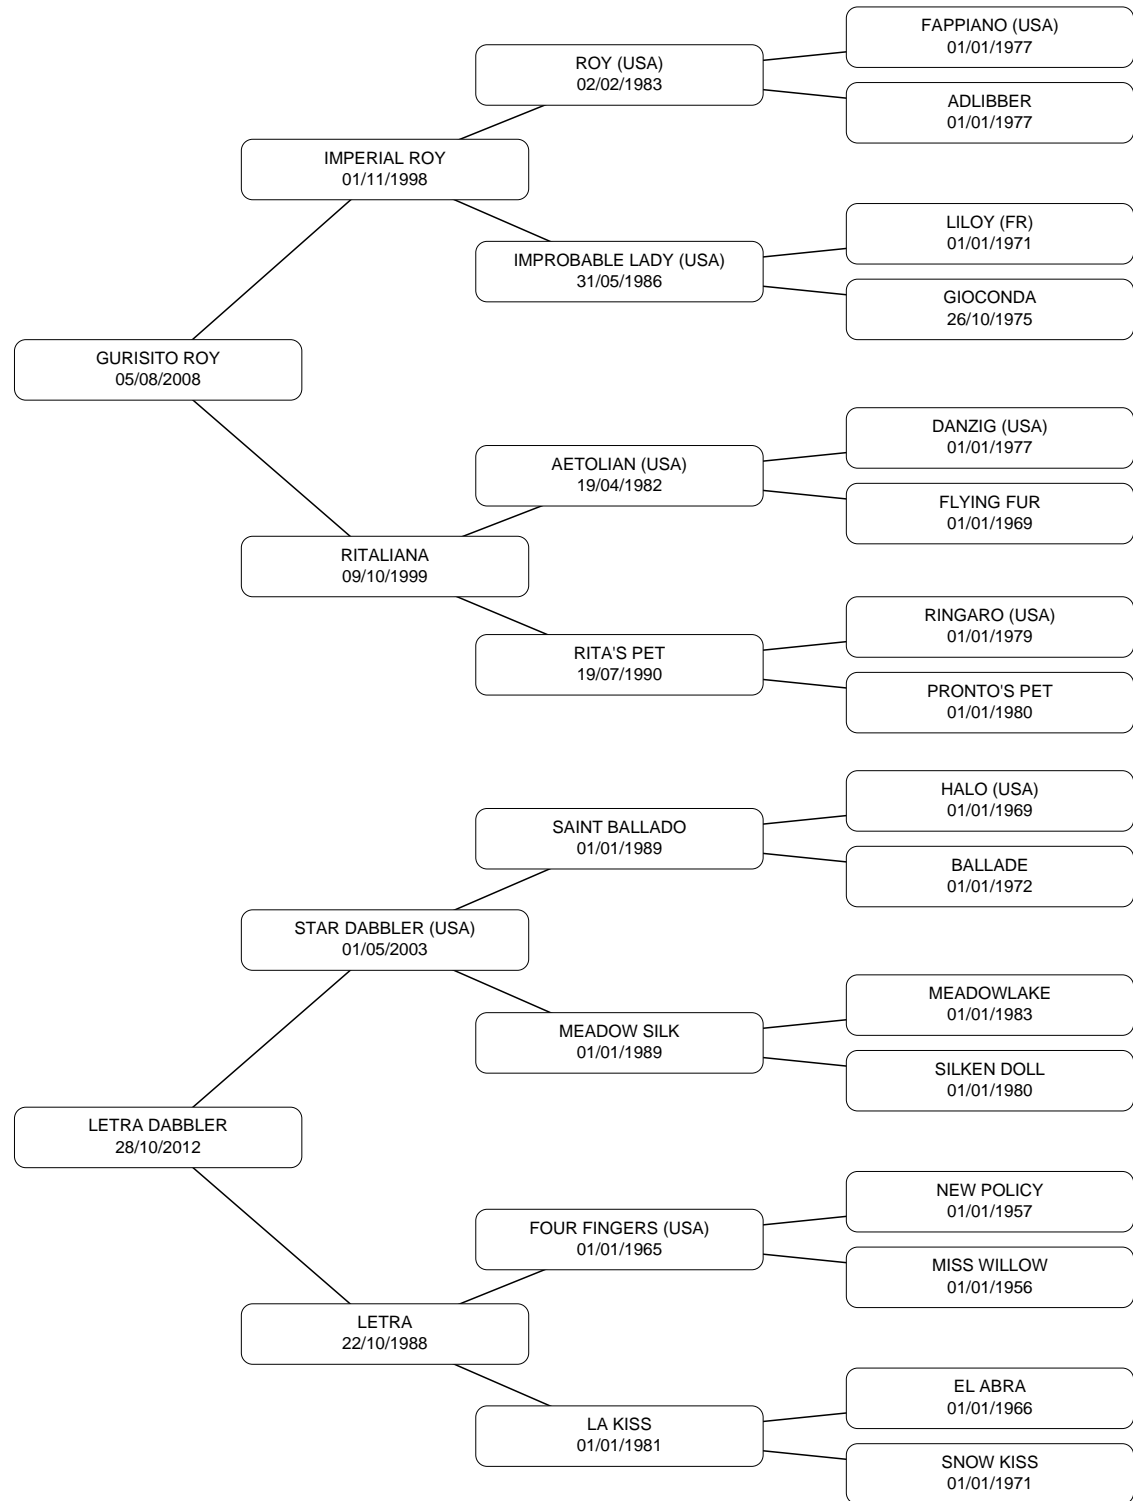 FAPPIANO (USA)
01/01/1977
ROY (USA)
02/02/1983
ADLIBBER
01/01/1977
IMPERIAL ROY
01/11/1998
LILOY (FR)
01/01/1971
IMPROBABLE LADY (USA)
31/05/1986
GIOCONDA
26/10/1975
GURISITO ROY
05/08/2008
DANZIG (USA)
01/01/1977
AETOLIAN (USA)
19/04/1982
FLYING FUR
01/01/1969
RITALIANA
09/10/1999
RINGARO (USA)
01/01/1979
RITA'S PET
19/07/1990
PRONTO'S PET
01/01/1980
HALO (USA)
01/01/1969
SAINT BALLADO
01/01/1989
BALLADE
01/01/1972
STAR DABBLER (USA)
01/05/2003
MEADOWLAKE
01/01/1983
MEADOW SILK
01/01/1989
SILKEN DOLL
01/01/1980
LETRA DABBLER
28/10/2012
NEW POLICY
01/01/1957
FOUR FINGERS (USA)
01/01/1965
MISS WILLOW
01/01/1956
LETRA
22/10/1988
EL ABRA
01/01/1966
LA KISS
01/01/1981
SNOW KISS
01/01/1971